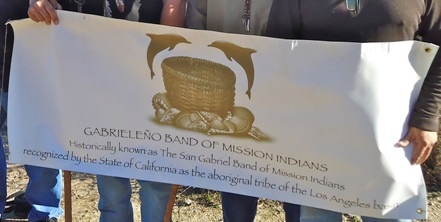 GABRIELEÑO BAND OF MISSION INDIANS
Historically known as The San Gabriel Band of Mission Indians
recognized by the State of California as the aboriginal tribe of the Los Angeles